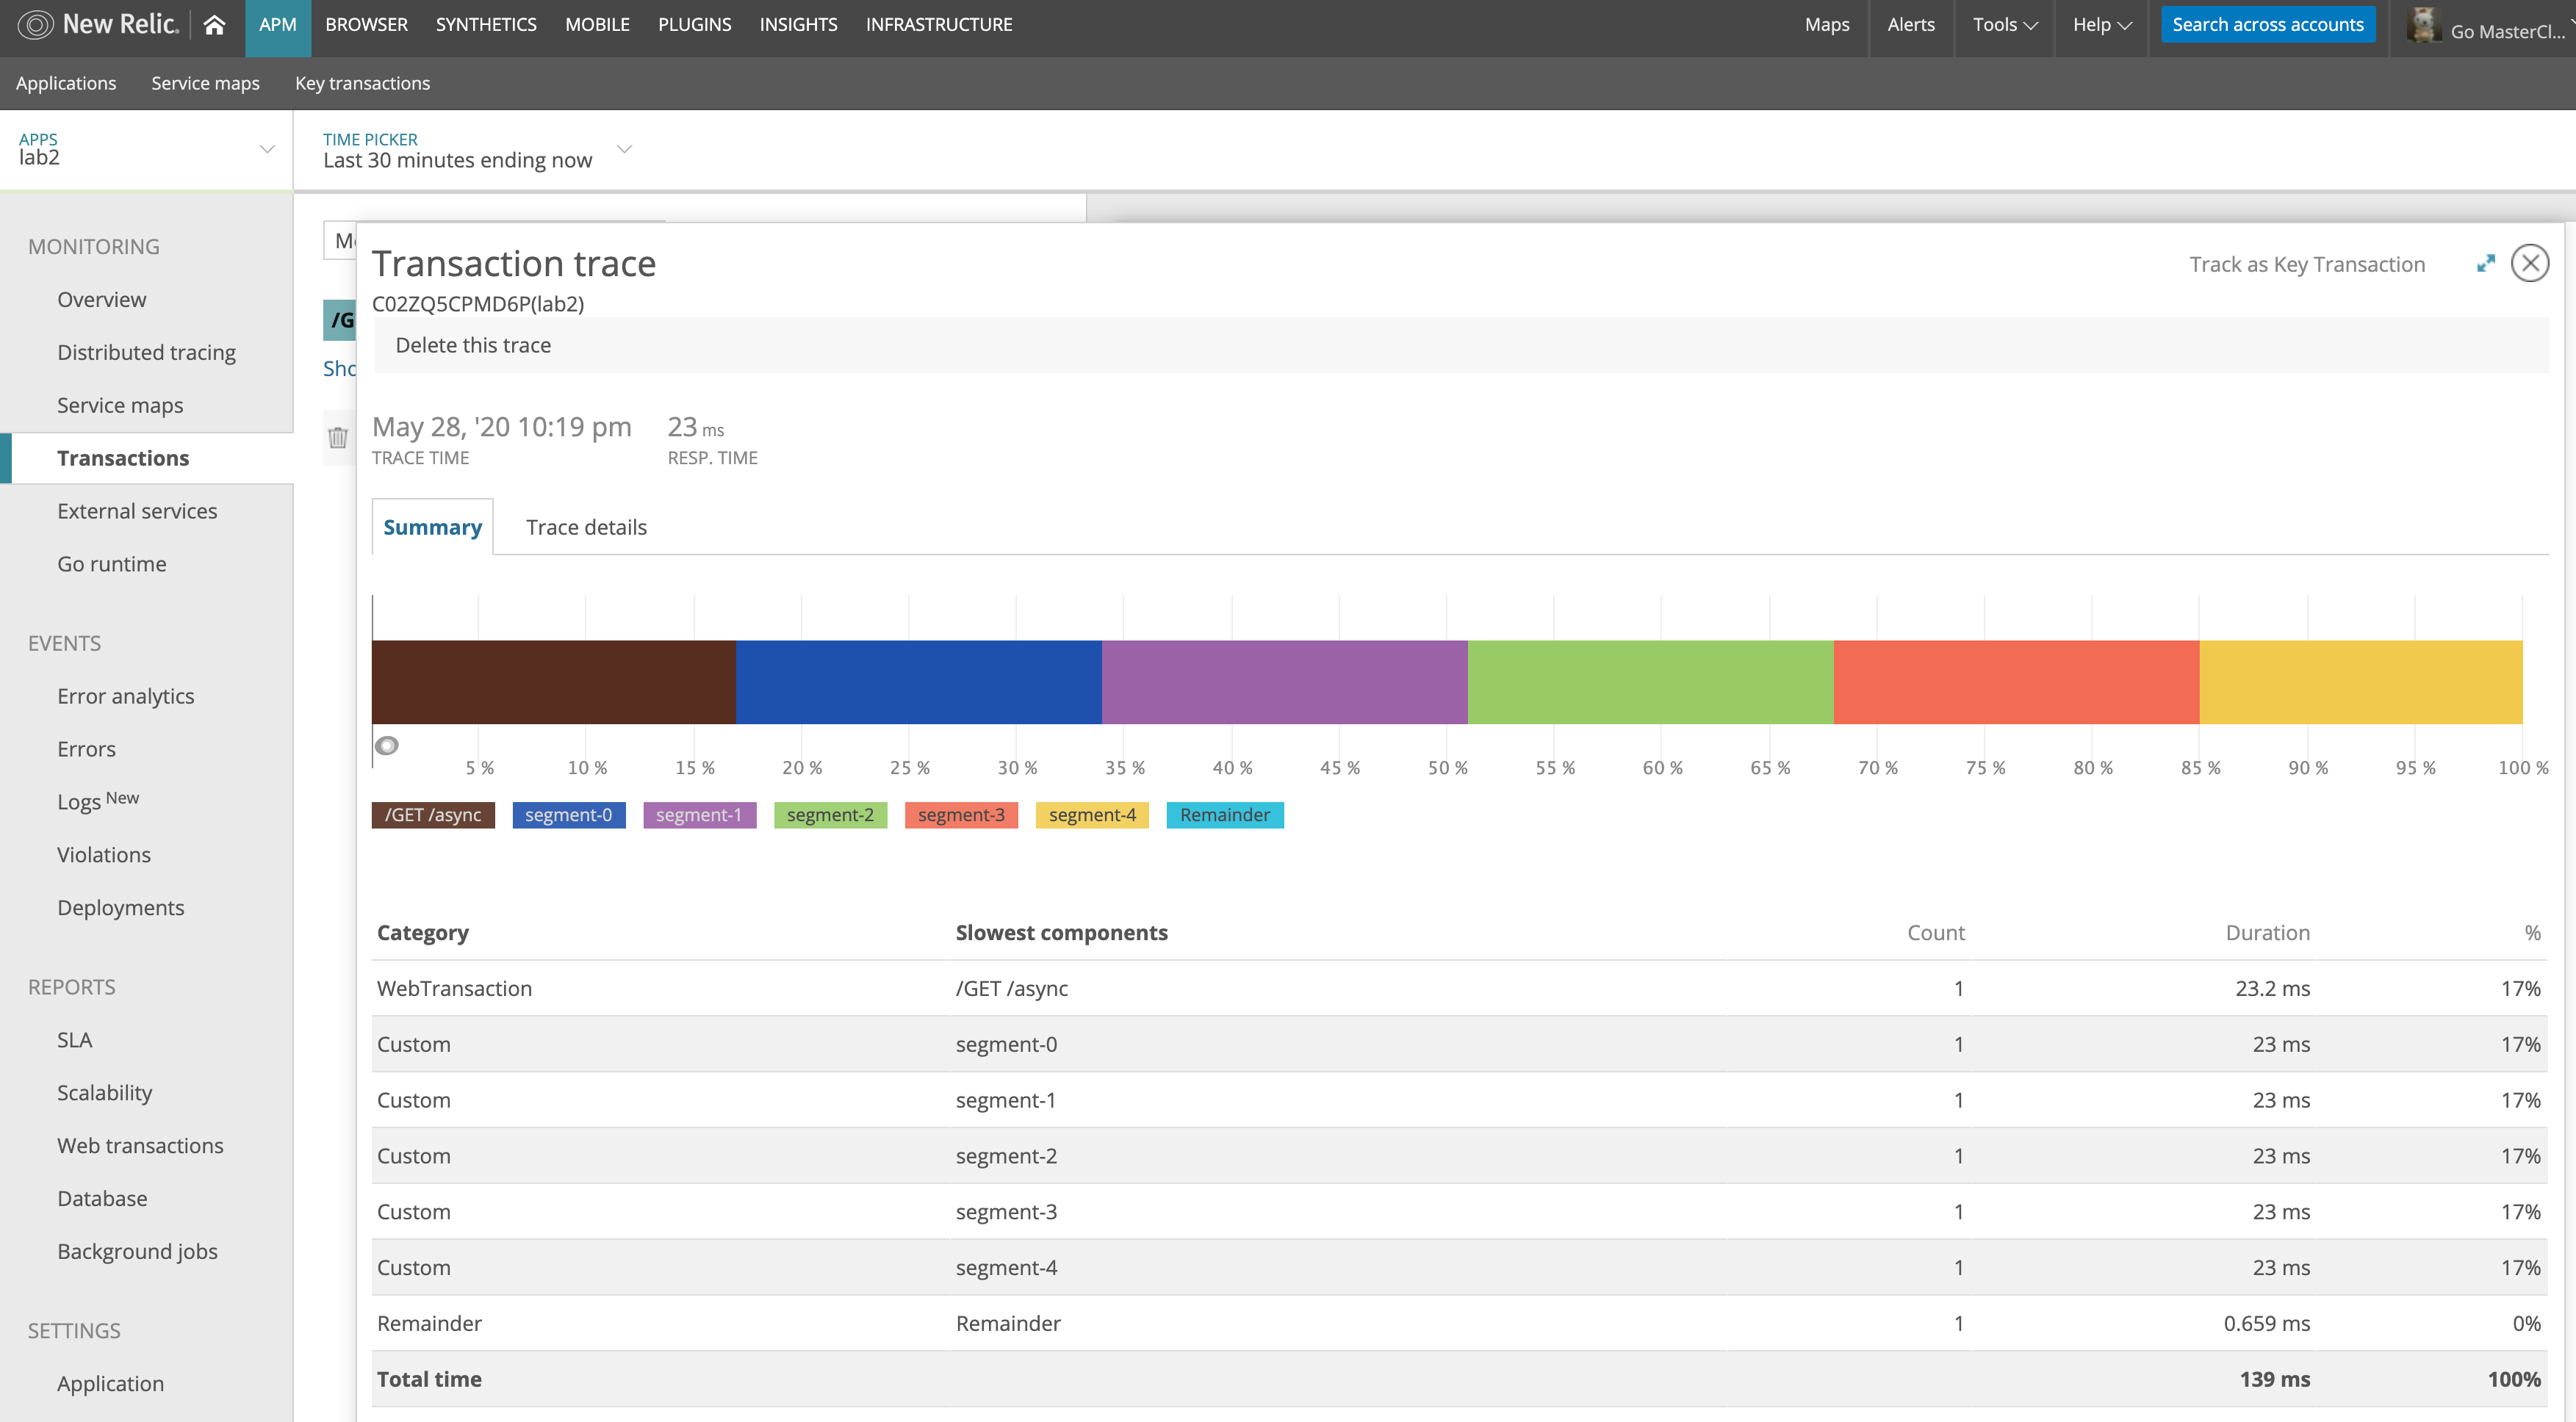 New Relic. APM BROWSER SYNTHETICS MOBILE PLUGINS INSIGHTS INFRASTRUCTURE Maps Alerts Tools Help Search across accounts Go MasterCl...
Applications Service maps Key transactions
APPS
lab2
TIME PICKER
Last 30 minutes ending now
MONITORING
Overview
Distributed tracing
Service maps
Transactions
External services
Go runtime
EVENTS
Error analytics
Errors
Logs New
Violations
Deployments
REPORTS
SLA
Scalability
Web transactions
Database
Background jobs
SETTINGS
Application
/G
Sho
Transaction trace
Track as Key Transaction
C02ZQ5CPMD6P(lab2)
Delete this trace
May 28, '20 10:19 pm 23 ms
TRACE TIME RESP. TIME
Summary Trace details
5 % 10 % 15 % 20 % 25 % 30 % 35 % 40 % 45 % 50 % 55 % 60 % 65 % 70 % 75 % 80 % 85 % 90 % 95 % 100 %
/GET /async segment-0 segment-1 segment-2 segment-3 segment-4 Remainder
Category Slowest components Count Duration %
WebTransaction /GET /async 1 23.2 ms 17%
Custom segment-0 1 23 ms 17%
Custom segment-1 1 23 ms 17%
Custom segment-2 1 23 ms 17%
Custom segment-3 1 23 ms 17%
Custom segment-4 1 23 ms 17%
Remainder Remainder 1 0.659 ms 0%
Total time 139 ms 100%